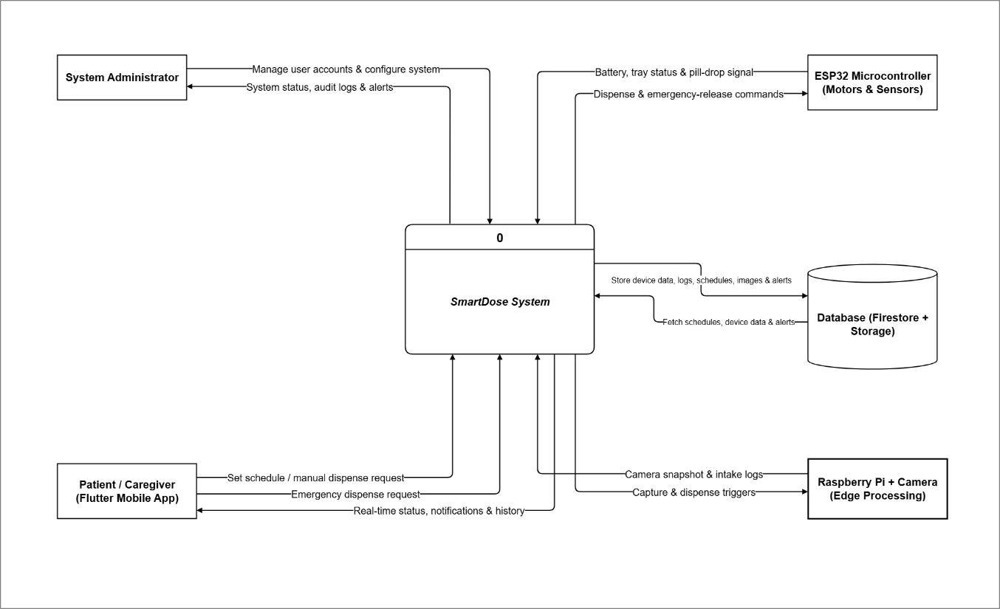 System Administrator
Manage user accounts & configure system
System status, audit logs & alerts
Battery, tray status & pill-drop signal
Dispense & emergency-release commands
ESP32 Microcontroller
(Motors & Sensors)
0
SmartDose System
Store device data, logs, schedules, images & alerts
Fetch schedules, device data & alerts
Database (Firestore +
Storage)
Patient / Caregiver
(Flutter Mobile App)
Set schedule / manual dispense request
Emergency dispense request
Real-time status, notifications & history
Camera snapshot & intake logs
Capture & dispense triggers
Raspberry Pi + Camera
(Edge Processing)